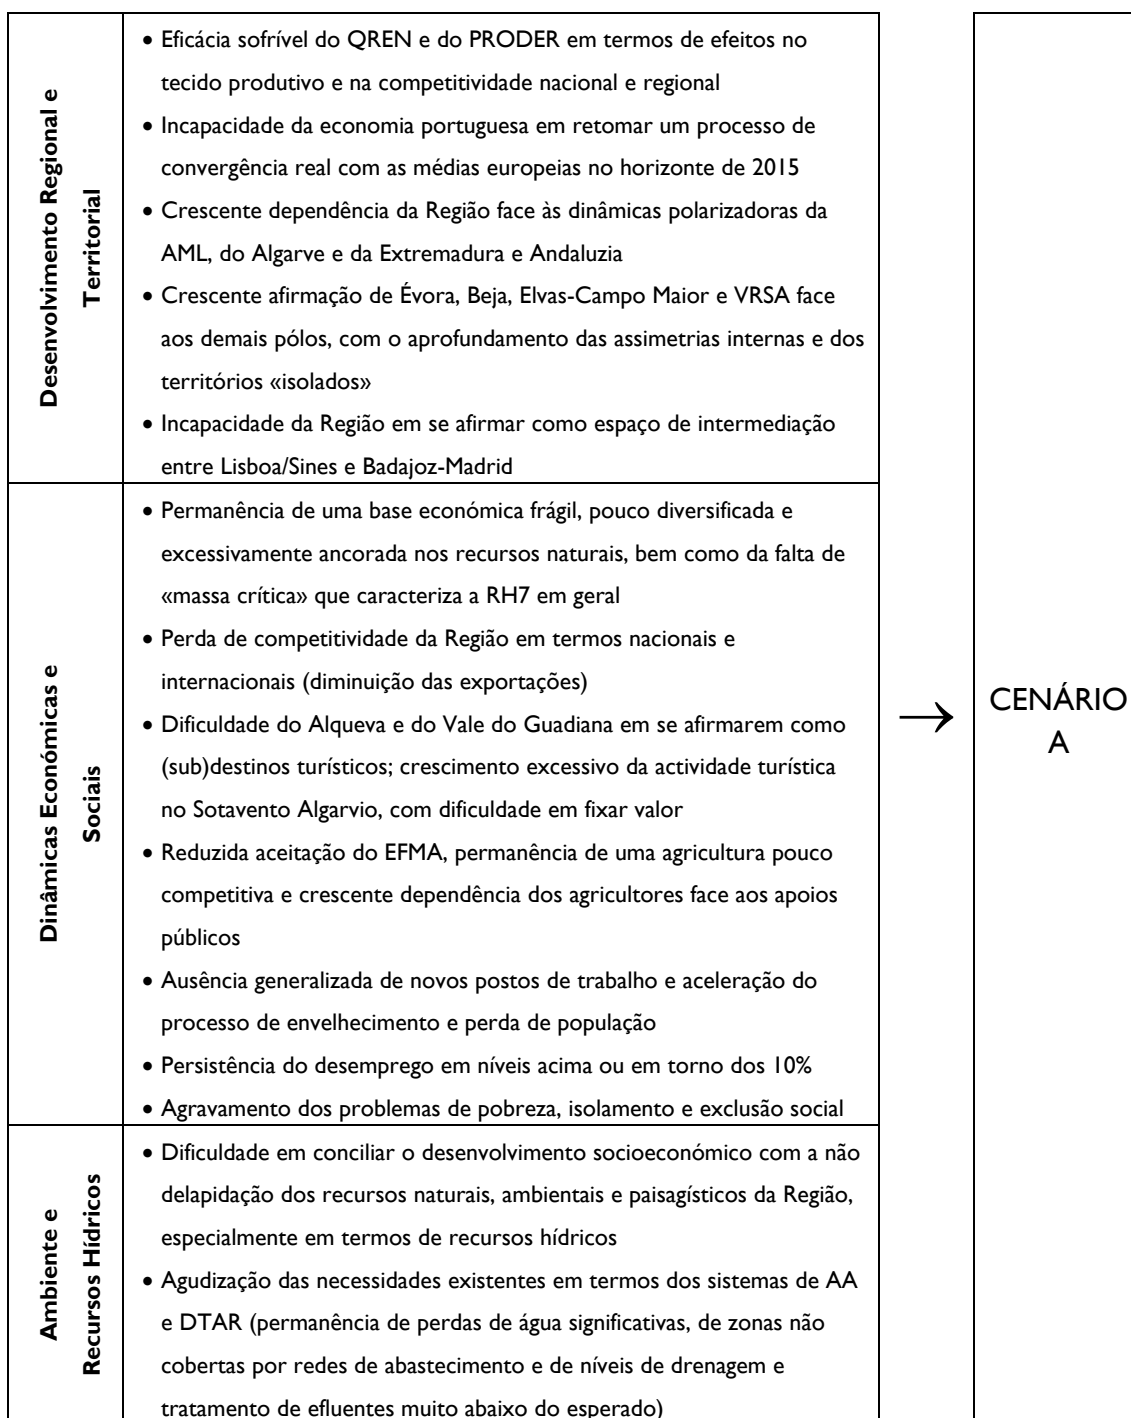 Desenvolvimento Regional e
Territorial
• Eficácia sofrível do QREN e do PRODER em termos de efeitos no
tecido produtivo e na competitividade nacional e regional
• Incapacidade da economia portuguesa em retomar um processo de
convergência real com as médias europeias no horizonte de 2015
• Crescente dependência da Região face às dinâmicas polarizadoras da
AML, do Algarve e da Extremadura e Andaluzia
• Crescente afirmação de Évora, Beja, Elvas-Campo Maior e VRSA face
aos demais pólos, com o aprofundamento das assimetrias internas e dos
territórios «isolados»
• Incapacidade da Região em se afirmar como espaço de intermediação
entre Lisboa/Sines e Badajoz-Madrid
Dinâmicas Económicas e
Sociais
• Permanência de uma base económica frágil, pouco diversificada e
excessivamente ancorada nos recursos naturais, bem como da falta de
«massa crítica» que caracteriza a RH7 em geral
• Perda de competitividade da Região em termos nacionais e
internacionais (diminuição das exportações)
• Dificuldade do Alqueva e do Vale do Guadiana em se afirmarem como
(sub)destinos turísticos; crescimento excessivo da actividade turística
no Sotavento Algarvio, com dificuldade em fixar valor
• Reduzida aceitação do EFMA, permanência de uma agricultura pouco
competitiva e crescente dependência dos agricultores face aos apoios
públicos
• Ausência generalizada de novos postos de trabalho e aceleração do
processo de envelhecimento e perda de população
• Persistência do desemprego em níveis acima ou em torno dos 10%
• Agravamento dos problemas de pobreza, isolamento e exclusão social
Ambiente e
Recursos Hídricos
• Dificuldade em conciliar o desenvolvimento socioeconómico com a não
delapidação dos recursos naturais, ambientais e paisagísticos da Região,
especialmente em termos de recursos hídricos
• Agudização das necessidades existentes em termos dos sistemas de AA
e DTAR (permanência de perdas de água significativas, de zonas não
cobertas por redes de abastecimento e de níveis de drenagem e
tratamento de efluentes muito abaixo do esperado)
→
CENÁRIO
A